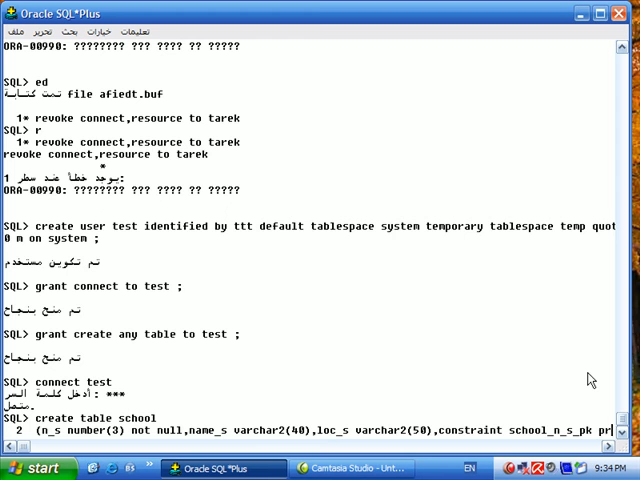 Oracle SQL*Plus
ملف تحرير بحث خيارات تعليمات
ORA-00990: ???????? ??? ???? ?? ?????
SQL> ed
تمت كتابة file afiedt.buf
1* revoke connect,resource to tarek
SQL> r
1* revoke connect,resource to tarek
revoke connect,resource to tarek
*
يوجد خطأ عند سطر 1:
ORA-00990: ???????? ??? ???? ?? ?????
SQL> create user test identified by ttt default tablespace system temporary tablespace temp quot
0 m on system ;
تم تكوين مستخدم
SQL> grant connect to test ;
تم منح بنجاح
SQL> grant create any table to test ;
تم منح بنجاح
SQL> connect test
أدخل كلمة السر: ***
متصل.
SQL> create table school
2 (n_s number(3) not null,name_s varchar2(40),loc_s varchar2(50),constraint school_n_s_pk pr
start
Oracle SQL*Plus
Camtasia Studio - Unt...
EN
9:34 PM